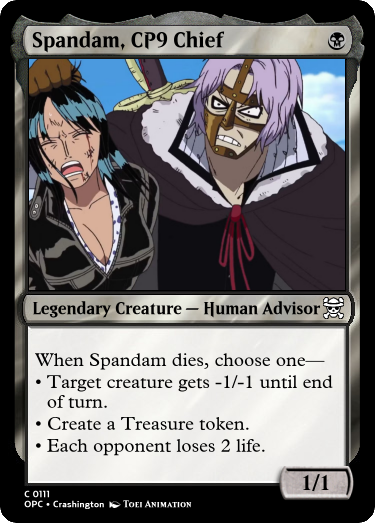 Spandam, CP9 Chief
Legendary Creature — Human Advisor
When Spandam dies, choose one—
• Target creature gets -1/-1 until end
of turn.
• Create a Treasure token.
• Each opponent loses 2 life.
1/1
C 0111
OPC • Crashington Toei Animation